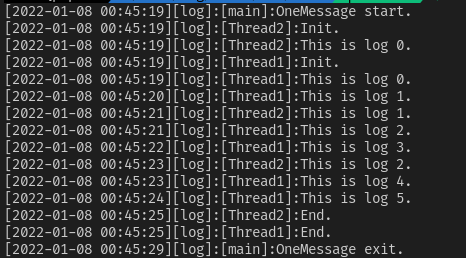 [2022-01-08 00:45:19][log]:[main]:OneMessage start.
[2022-01-08 00:45:19][log]:[Thread2]:Init.
[2022-01-08 00:45:19][log]:[Thread2]:This is log 0.
[2022-01-08 00:45:19][log]:[Thread1]:Init.
[2022-01-08 00:45:19][log]:[Thread1]:This is log 0.
[2022-01-08 00:45:20][log]:[Thread1]:This is log 1.
[2022-01-08 00:45:21][log]:[Thread2]:This is log 1.
[2022-01-08 00:45:21][log]:[Thread1]:This is log 2.
[2022-01-08 00:45:22][log]:[Thread1]:This is log 3.
[2022-01-08 00:45:23][log]:[Thread2]:This is log 2.
[2022-01-08 00:45:23][log]:[Thread1]:This is log 4.
[2022-01-08 00:45:24][log]:[Thread1]:This is log 5.
[2022-01-08 00:45:25][log]:[Thread2]:End.
[2022-01-08 00:45:25][log]:[Thread1]:End.
[2022-01-08 00:45:29][log]:[main]:OneMessage exit.